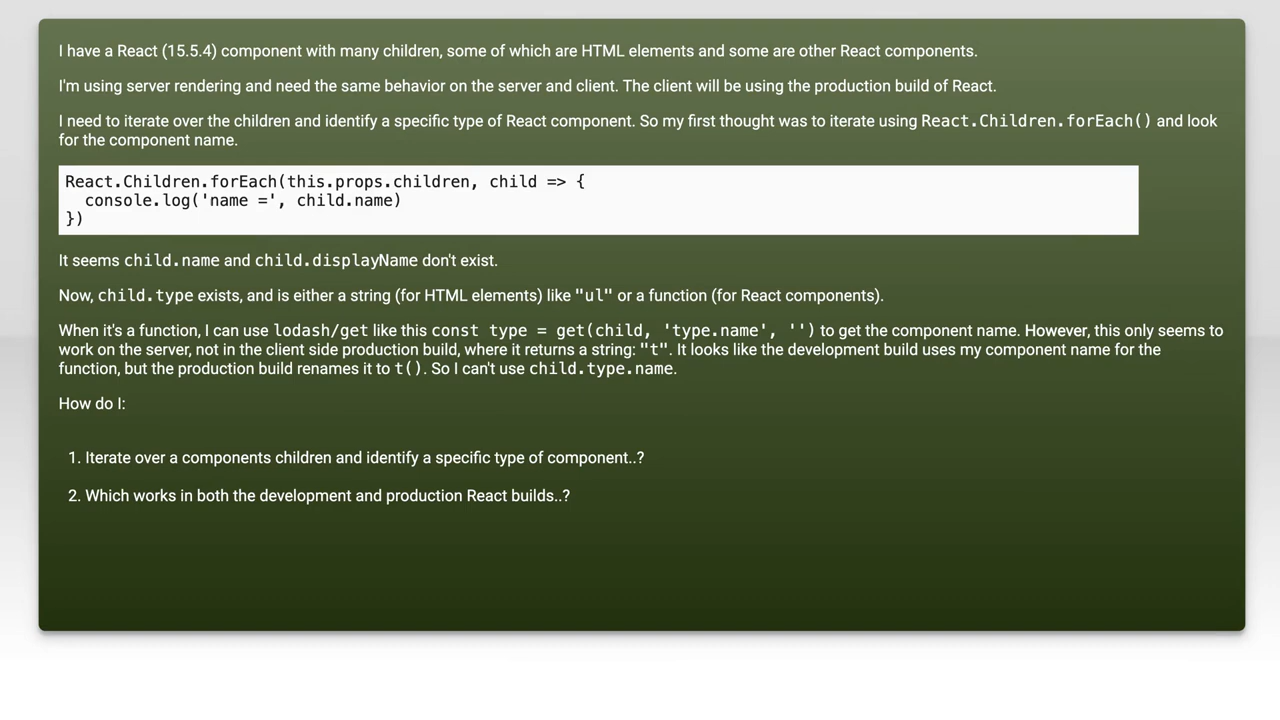 I have a React (15.5.4) component with many children, some of which are HTML elements and some are other React components.
I'm using server rendering and need the same behavior on the server and client. The client will be using the production build of React.
I need to iterate over the children and identify a specific type of React component. So my first thought was to iterate using React.Children.forEach() and look
for the component name.
React.Children.forEach(this.props.children, child => {
  console.log('name =', child.name)
})
It seems child.name and child.displayName don't exist.
Now, child.type exists, and is either a string (for HTML elements) like "ul" or a function (for React components).
When it's a function, I can use lodash/get like this const type = get(child, 'type.name', '') to get the component name. However, this only seems to
work on the server, not in the client side production build, where it returns a string: "t". It looks like the development build uses my component name for the
function, but the production build renames it to t(). So I can't use child.type.name.
How do I:
1. Iterate over a components children and identify a specific type of component..?
2. Which works in both the development and production React builds..?